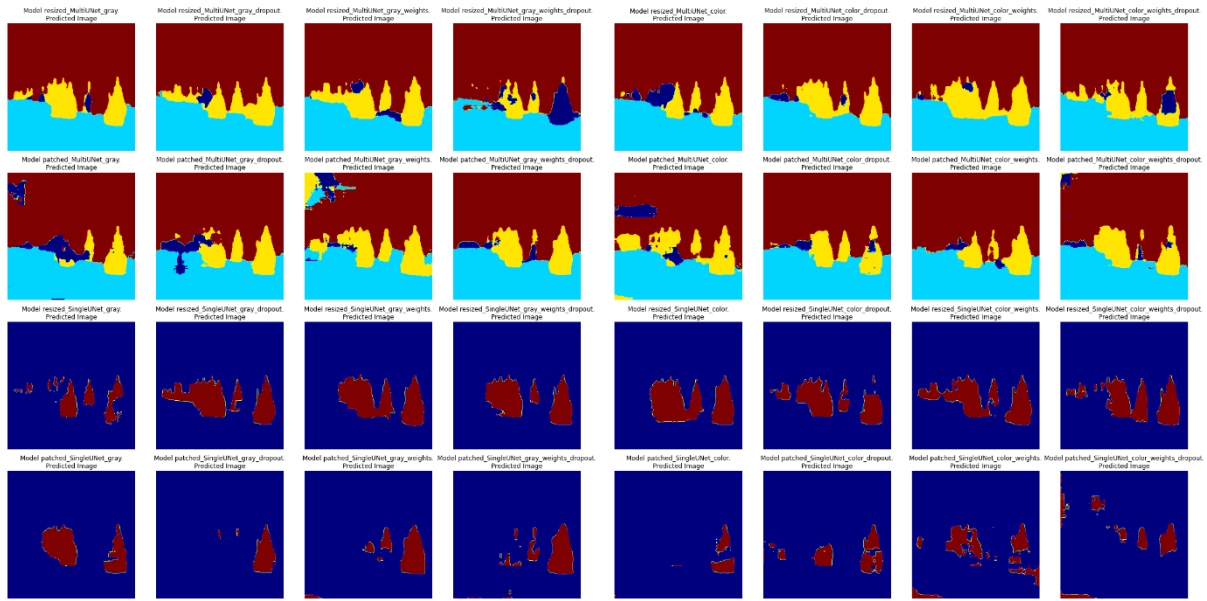 Model resized_MultiUNet_gray.
Predicted Image
Model resized_MultiUNet_gray_dropout.
Predicted Image
Model resized_MultiUNet_gray_weights.
Predicted Image
Model resized_MultiUNet_gray_weights_dropout.
Predicted Image
Model resized_MultiUNet_color.
Predicted Image
Model resized_MultiUNet_color_dropout.
Predicted Image
Model resized_MultiUNet_color_weights.
Predicted Image
Model resized_MultiUNet_color_weights_dropout.
Predicted Image
Model patched_MultiUNet_gray.
Predicted Image
Model patched_MultiUNet_gray_dropout.
Predicted Image
Model patched_MultiUNet_gray_weights.
Predicted Image
Model patched_MultiUNet_gray_weights_dropout.
Predicted Image
Model patched_MultiUNet_color.
Predicted Image
Model patched_MultiUNet_color_dropout.
Predicted Image
Model patched_MultiUNet_color_weights.
Predicted Image
Model patched_MultiUNet_color_weights_dropout.
Predicted Image
Model resized_SingleUNet_gray.
Predicted Image
Model resized_SingleUNet_gray_dropout.
Predicted Image
Model resized_SingleUNet_gray_weights.
Predicted Image
Model resized_SingleUNet_gray_weights_dropout.
Predicted Image
Model resized_SingleUNet_color.
Predicted Image
Model resized_SingleUNet_color_dropout.
Predicted Image
Model resized_SingleUNet_color_weights.
Predicted Image
Model resized_SingleUNet_color_weights_dropout.
Predicted Image
Model patched_SingleUNet_gray.
Predicted Image
Model patched_SingleUNet_gray_dropout.
Predicted Image
Model patched_SingleUNet_gray_weights.
Predicted Image
Model patched_SingleUNet_gray_weights_dropout.
Predicted Image
Model patched_SingleUNet_color.
Predicted Image
Model patched_SingleUNet_color_dropout.
Predicted Image
Model patched_SingleUNet_color_weights.
Predicted Image
Model patched_SingleUNet_color_weights_dropout.
Predicted Image